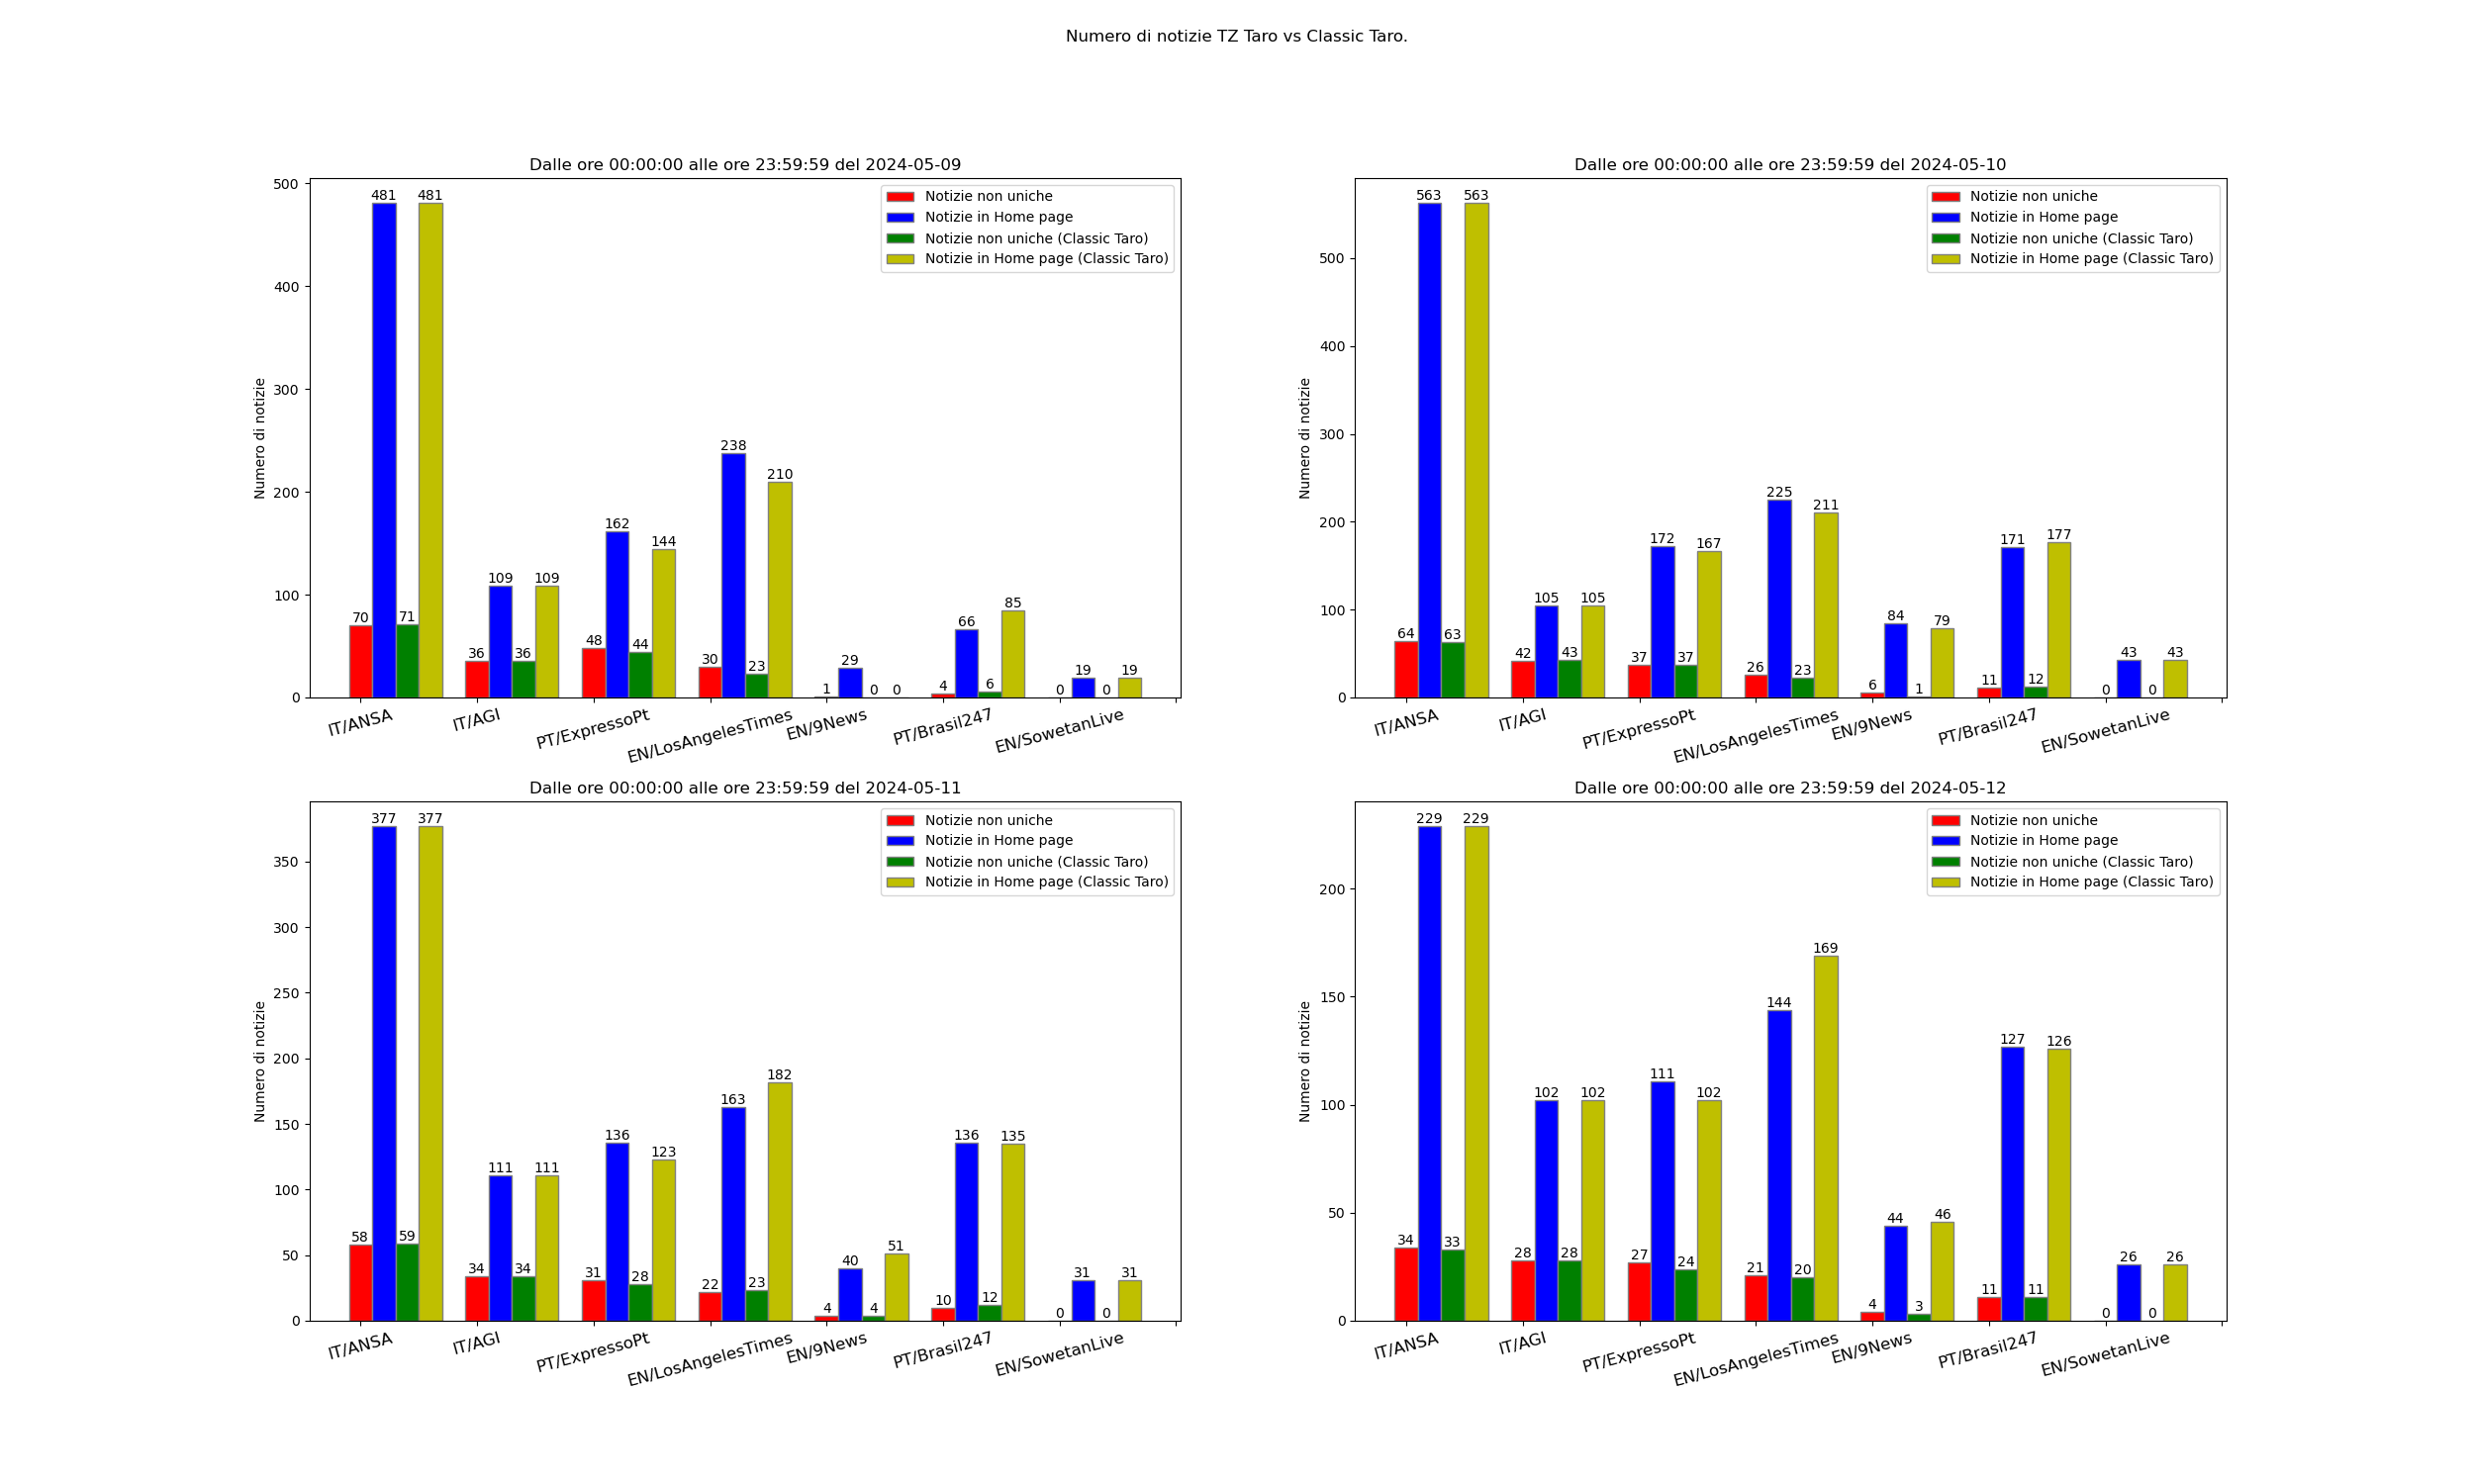 Numero di notizie TZ Taro vs Classic Taro.
Dalle ore 00:00:00 alle ore 23:59:59 del 2024-05-09
Numero di notizie
500
400
300
200
100
0
481 481
238
210
162
144
109 109
85
70 71
66
48 44
36 36
30 23
29
19 19
1 0 0
4 6
0 0
Notizie non uniche
Notizie in Home page
Notizie non uniche (Classic Taro)
Notizie in Home page (Classic Taro)
IT/ANSA
IT/AGI
PT/ExpressoPt
EN/LosAngelesTimes
EN/9News
PT/Brasil247
EN/SowetanLive
Dalle ore 00:00:00 alle ore 23:59:59 del 2024-05-10
Numero di notizie
500
400
300
200
100
0
563 563
225
211
172 167
171 177
105 105
84 79
64 63
42 43
43 43
37 37
26 23
6 1
11 12
0 0
Notizie non uniche
Notizie in Home page
Notizie non uniche (Classic Taro)
Notizie in Home page (Classic Taro)
IT/ANSA
IT/AGI
PT/ExpressoPt
EN/LosAngelesTimes
EN/9News
PT/Brasil247
EN/SowetanLive
Dalle ore 00:00:00 alle ore 23:59:59 del 2024-05-11
Numero di notizie
350
300
250
200
150
100
50
0
377 377
182
163
136 123
136 135
111 111
58 59
51
40
34 34
31 28
31 31
22 23
4 4
10 12
0 0
Notizie non uniche
Notizie in Home page
Notizie non uniche (Classic Taro)
Notizie in Home page (Classic Taro)
IT/ANSA
IT/AGI
PT/ExpressoPt
EN/LosAngelesTimes
EN/9News
PT/Brasil247
EN/SowetanLive
Dalle ore 00:00:00 alle ore 23:59:59 del 2024-05-12
Numero di notizie
200
150
100
50
0
229 229
169
144
127 126
111 102
102 102
44 46
34 33
28 28
27 24
26 26
21 20
4 3
11 11
0 0
Notizie non uniche
Notizie in Home page
Notizie non uniche (Classic Taro)
Notizie in Home page (Classic Taro)
IT/ANSA
IT/AGI
PT/ExpressoPt
EN/LosAngelesTimes
EN/9News
PT/Brasil247
EN/SowetanLive